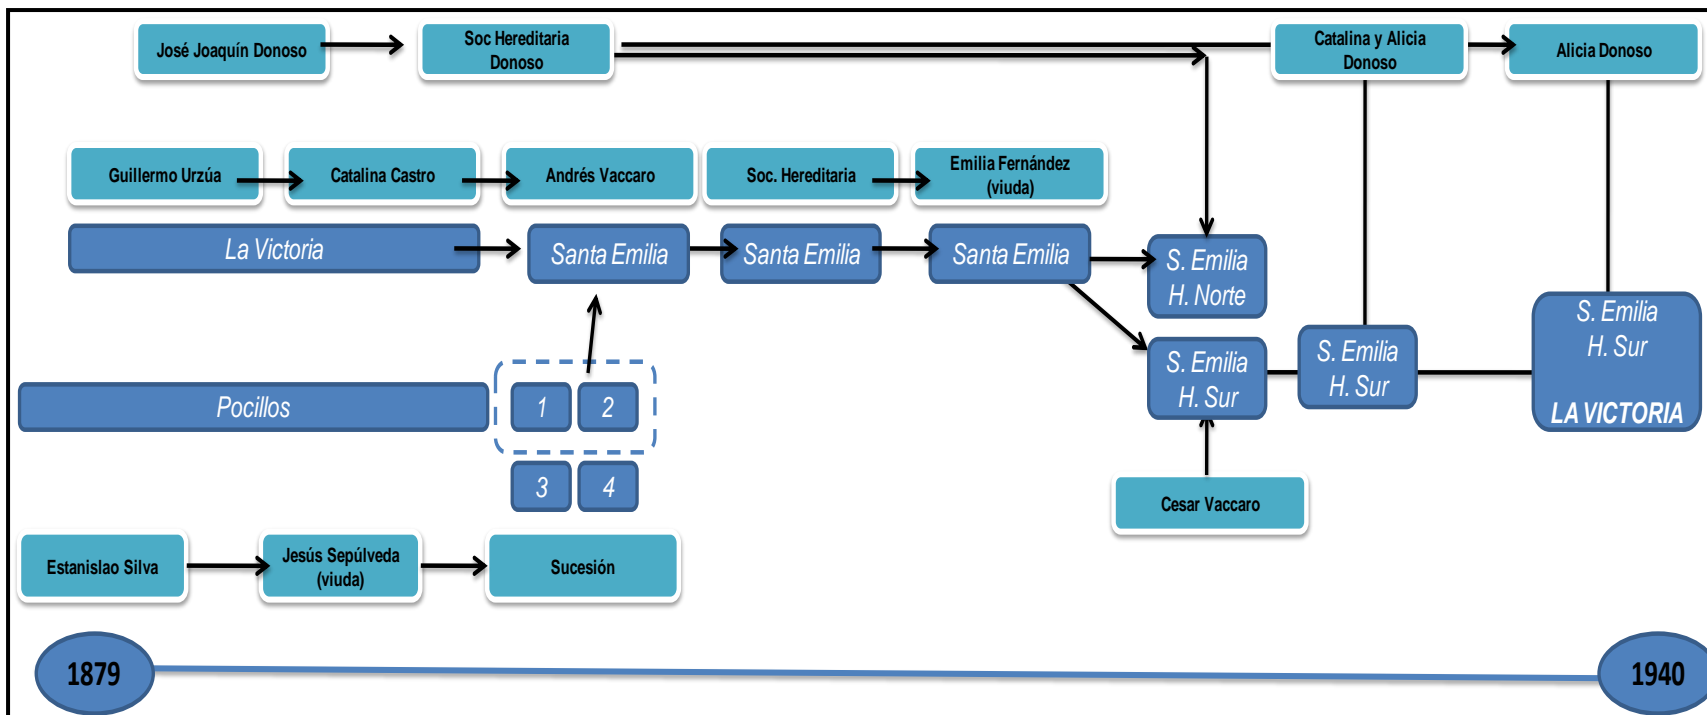 José Joaquín Donoso
Soc Hereditaria
Donoso
Catalina y Alicia
Donoso
Alicia Donoso
Guillermo Urzúa
Catalina Castro
Andrés Vaccaro
Soc. Hereditaria
Emilia Fernández
(viuda)
La Victoria
Santa Emilia
Santa Emilia
Santa Emilia
S. Emilia
H. Norte
S. Emilia
H. Sur
S. Emilia
H. Sur
S. Emilia
H. Sur
LA VICTORIA
Pocillos
1
2
3
4
Cesar Vaccaro
Estanislao Silva
Jesús Sepúlveda
(viuda)
Sucesión
1879
1940